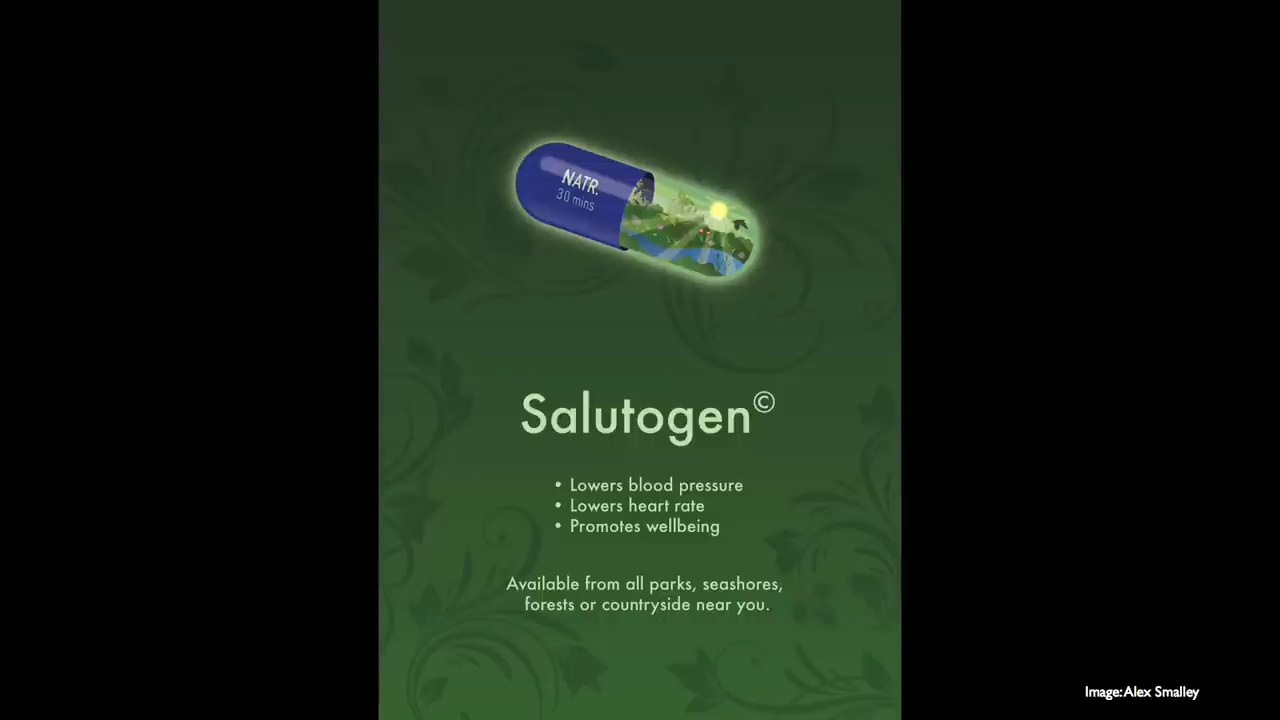 NATR.
30 mins
Salutogen©
• Lowers blood pressure
• Lowers heart rate
• Promotes wellbeing
Available from all parks, seashores,
forests or countryside near you.
Image: Alex Smalley